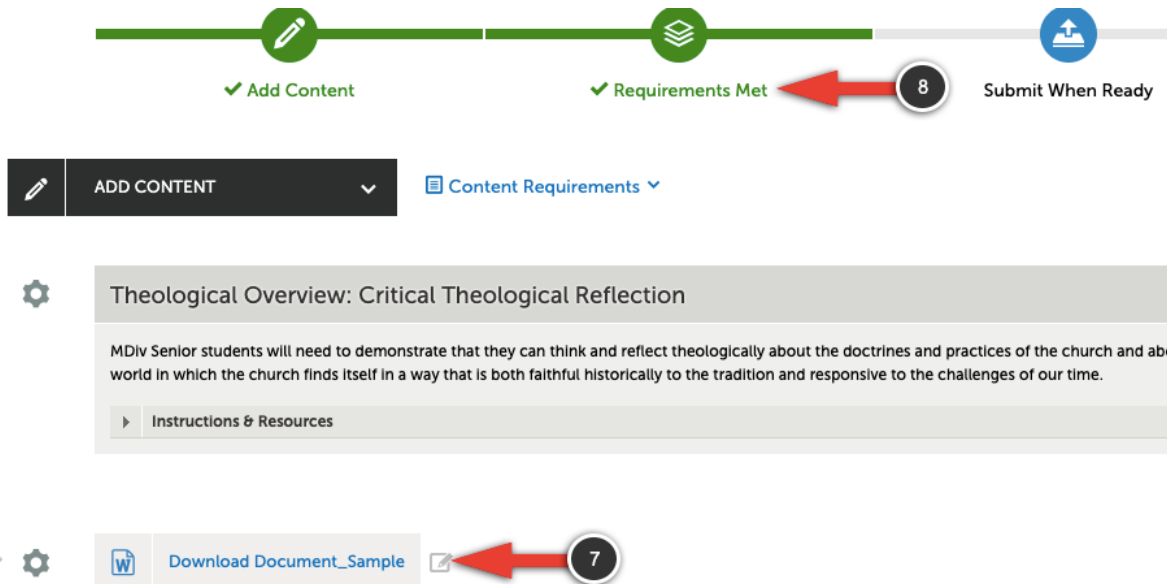 ✔ Add Content
✔ Requirements Met
8
Submit When Ready
ADD CONTENT
Content Requirements
Theological Overview: Critical Theological Reflection
MDiv Senior students will need to demonstrate that they can think and reflect theologically about the doctrines and practices of the church and
world in which the church finds itself in a way that is both faithful historically to the tradition and responsive to the challenges of our time.
Instructions & Resources
W
Download Document_Sample
7